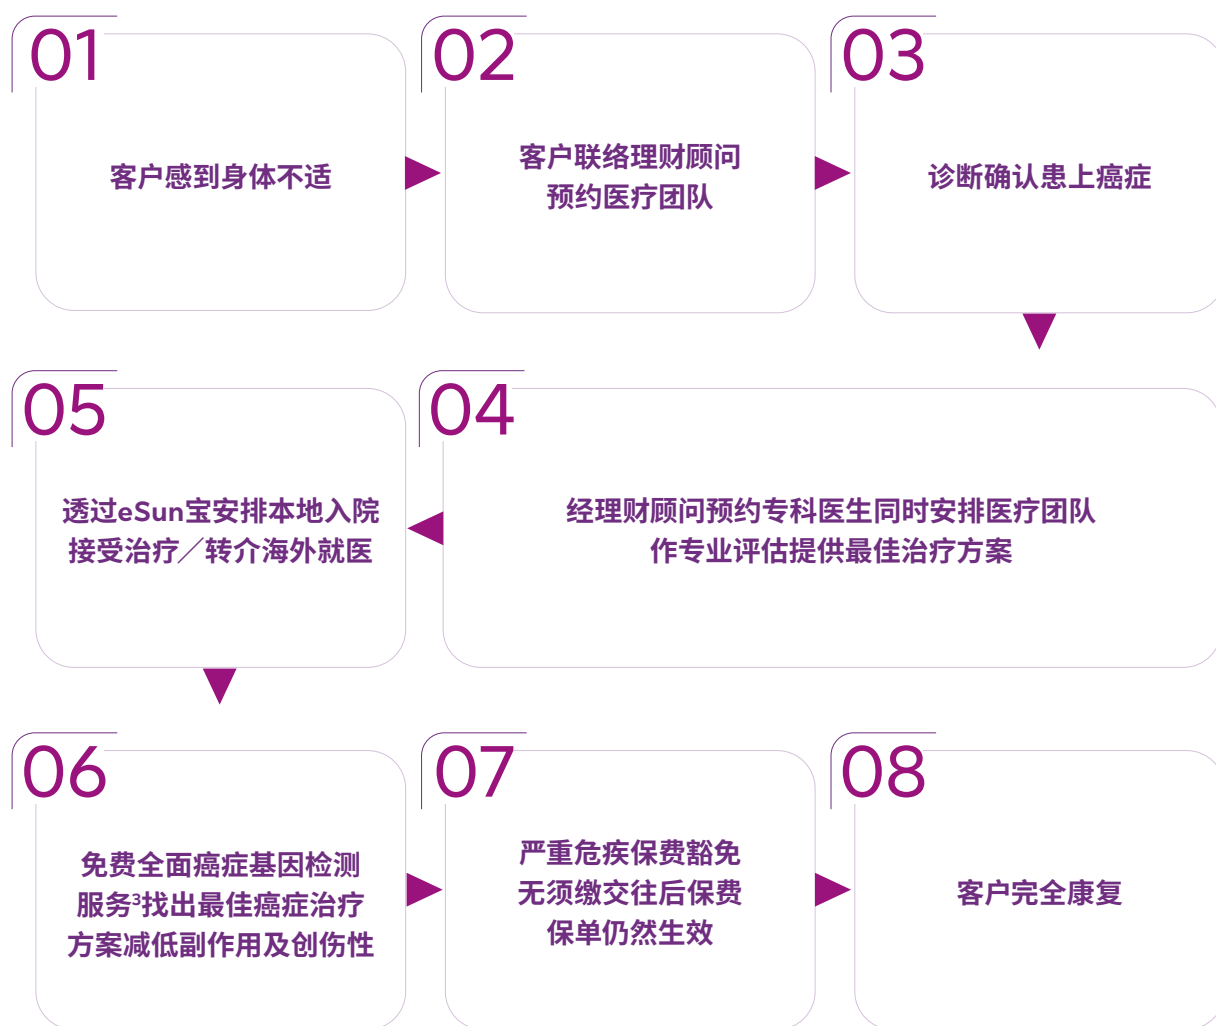 01
客户感到身体不适
02
客户联络理财顾问
预约医疗团队
03
诊断确认患上癌症
04
经理财顾问预约专科医生同时安排医疗团队
作专业评估提供最佳治疗方案
05
透过eSun宝安排本地入院
接受治疗／转介海外就医
06
免费全面癌症基因检测
服务³找出最佳癌症治疗
方案减低副作用及创伤性
07
严重危疾保费豁免
无须缴交往后保费
保单仍然生效
08
客户完全康复